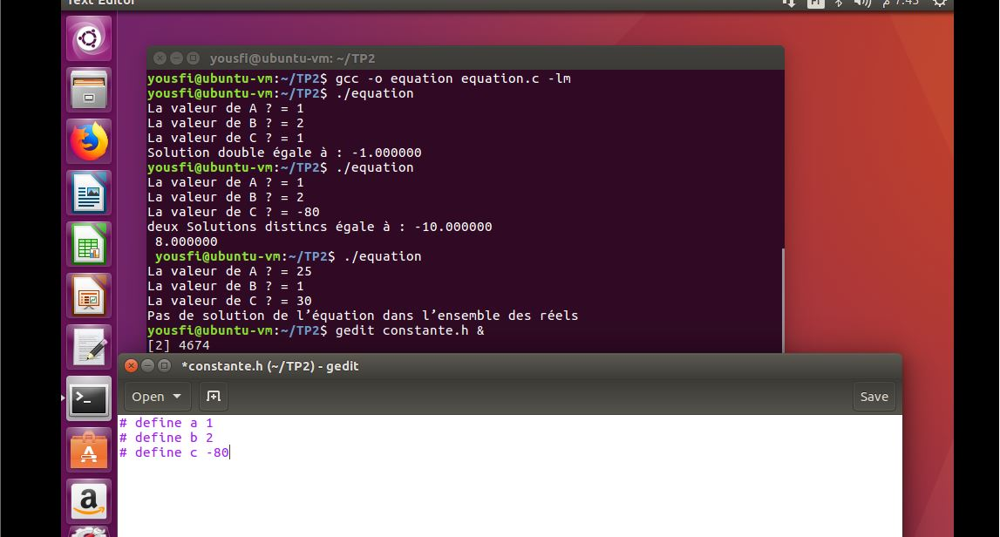 Text Editor
م 7:43
yousfi@ubuntu-vm: ~/TP2
yousfi@ubuntu-vm:~/TP2$ gcc -o equation equation.c -lm
yousfi@ubuntu-vm:~/TP2$ ./equation
La valeur de A ? = 1
La valeur de B ? = 2
La valeur de C ? = 1
Solution double égale à : -1.000000
yousfi@ubuntu-vm:~/TP2$ ./equation
La valeur de A ? = 1
La valeur de B ? = 2
La valeur de C ? = -80
deux Solutions distincs égale à : -10.000000
8.000000
yousfi@ubuntu-vm:~/TP2$ ./equation
La valeur de A ? = 25
La valeur de B ? = 1
La valeur de C ? = 30
Pas de solution de l’équation dans l’ensemble des réels
yousfi@ubuntu-vm:~/TP2$ gedit constante.h &
[2] 4674
*constante.h (~/TP2) - gedit
Open
Save
# define a 1
# define b 2
# define c -80